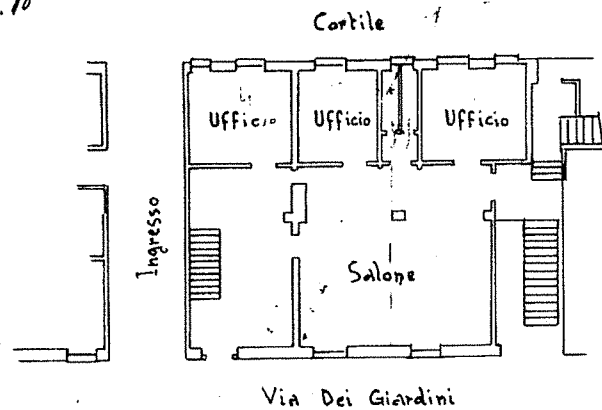 Cortile
Ufficio
Ufficio
Ufficio
Ingresso
Salone
Via Dei Giardini